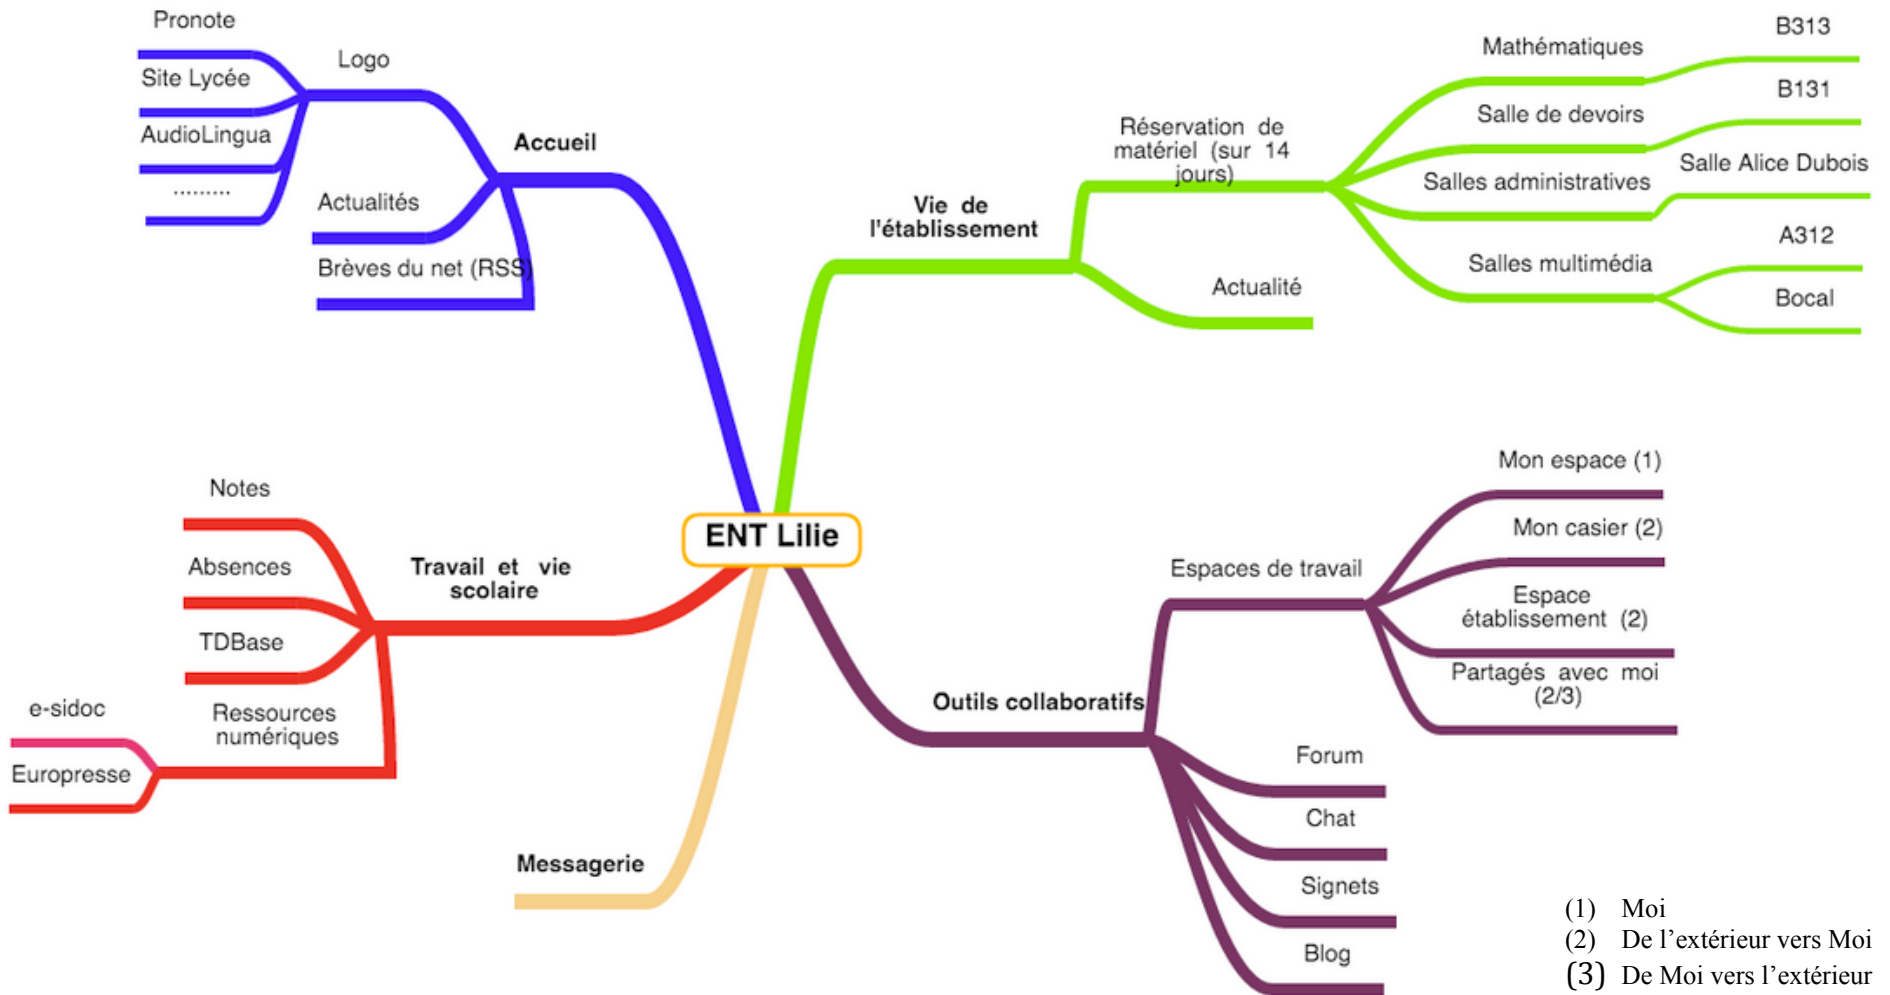 Pronote
Site Lycée
AudioLingua
.........
Logo
Accueil
Actualités
Brèves du net (RSS)
Vie de
l'établissement
Réservation de
matériel (sur 14
jours)
Mathématiques
B313
Salle de devoirs
B131
Salles administratives
Salle Alice Dubois
Salles multimédia
A312
Bocal
Actualité
ENT Lilie
Travail et vie
scolaire
Notes
Absences
TDBase
Ressources
numériques
e-sidoc
Europresse
Messagerie
Outils collaboratifs
Espaces de travail
Mon espace (1)
Mon casier (2)
Espace
établissement (2)
Partagés avec moi
(2/3)
Forum
Chat
Signets
Blog
(1) Moi
(2) De l’extérieur vers Moi
(3) De Moi vers l’extérieur